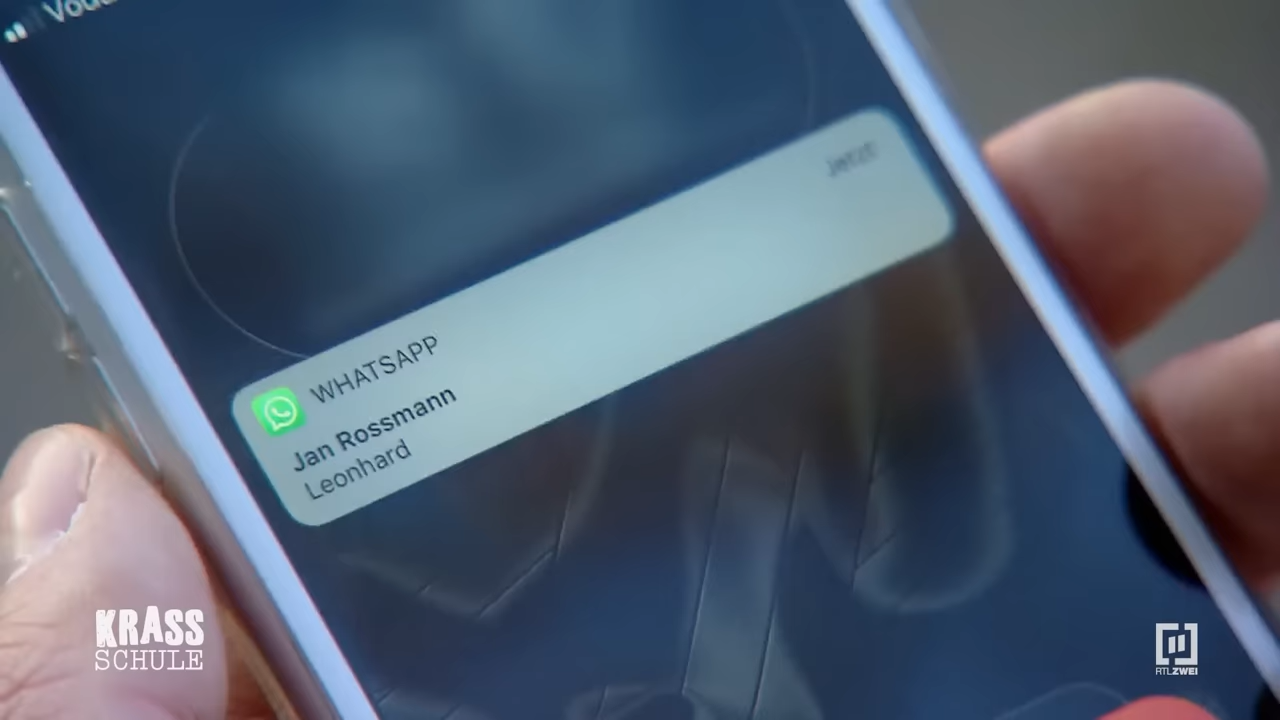 Jetzt
WHATSAPP
Jan Rossmann
Leonhard
KRASS
SCHULE
RTLZWEI